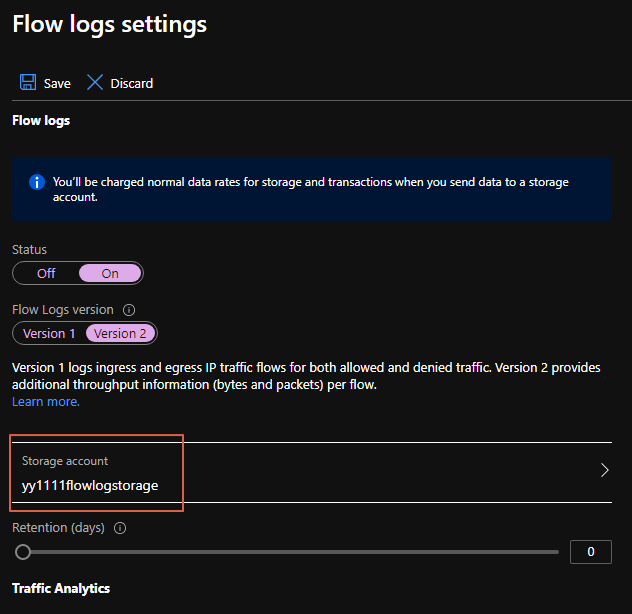 Flow logs settings
Save Discard
Flow logs
You'll be charged normal data rates for storage and transactions when you send data to a storage
account.
Status
Off On
Flow Logs version
Version 1 Version 2
Version 1 logs ingress and egress IP traffic flows for both allowed and denied traffic. Version 2 provides
additional throughput information (bytes and packets) per flow.
Learn more.
Storage account
yy1111flowlogstorage
Retention (days)
0
Traffic Analytics